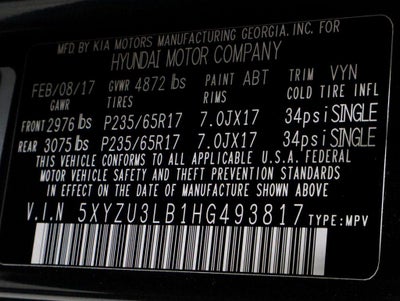 MFD.BY KIA MOTORS MANUFACTURING GEORGIA.INC. FOR
HYUNDAI MOTOR COMPANY
FEB/08/17 GVWR 4872 lbs PAINT ABT TRIM VYN
GAWR TIRES RIMS COLD TIRE INFL
FRONT 2976 lbs P235/65R17 7.0JX17 34psi SINGLE
REAR 3075 lbs P235/65R17 7.0JX17 34psi SINGLE
THIS VEHICLE CONFORMS TO ALL APPLICABLE U.S.A. FEDERAL
MOTOR VEHICLE SAFETY AND THEFT PREVENTION STANDARDS
IN EFFECT ON THE DATE OF MANUFACTURE SHOWN ABOVE.
V.I.N 5XYZU3LB1HG493817 TYPE:MPV